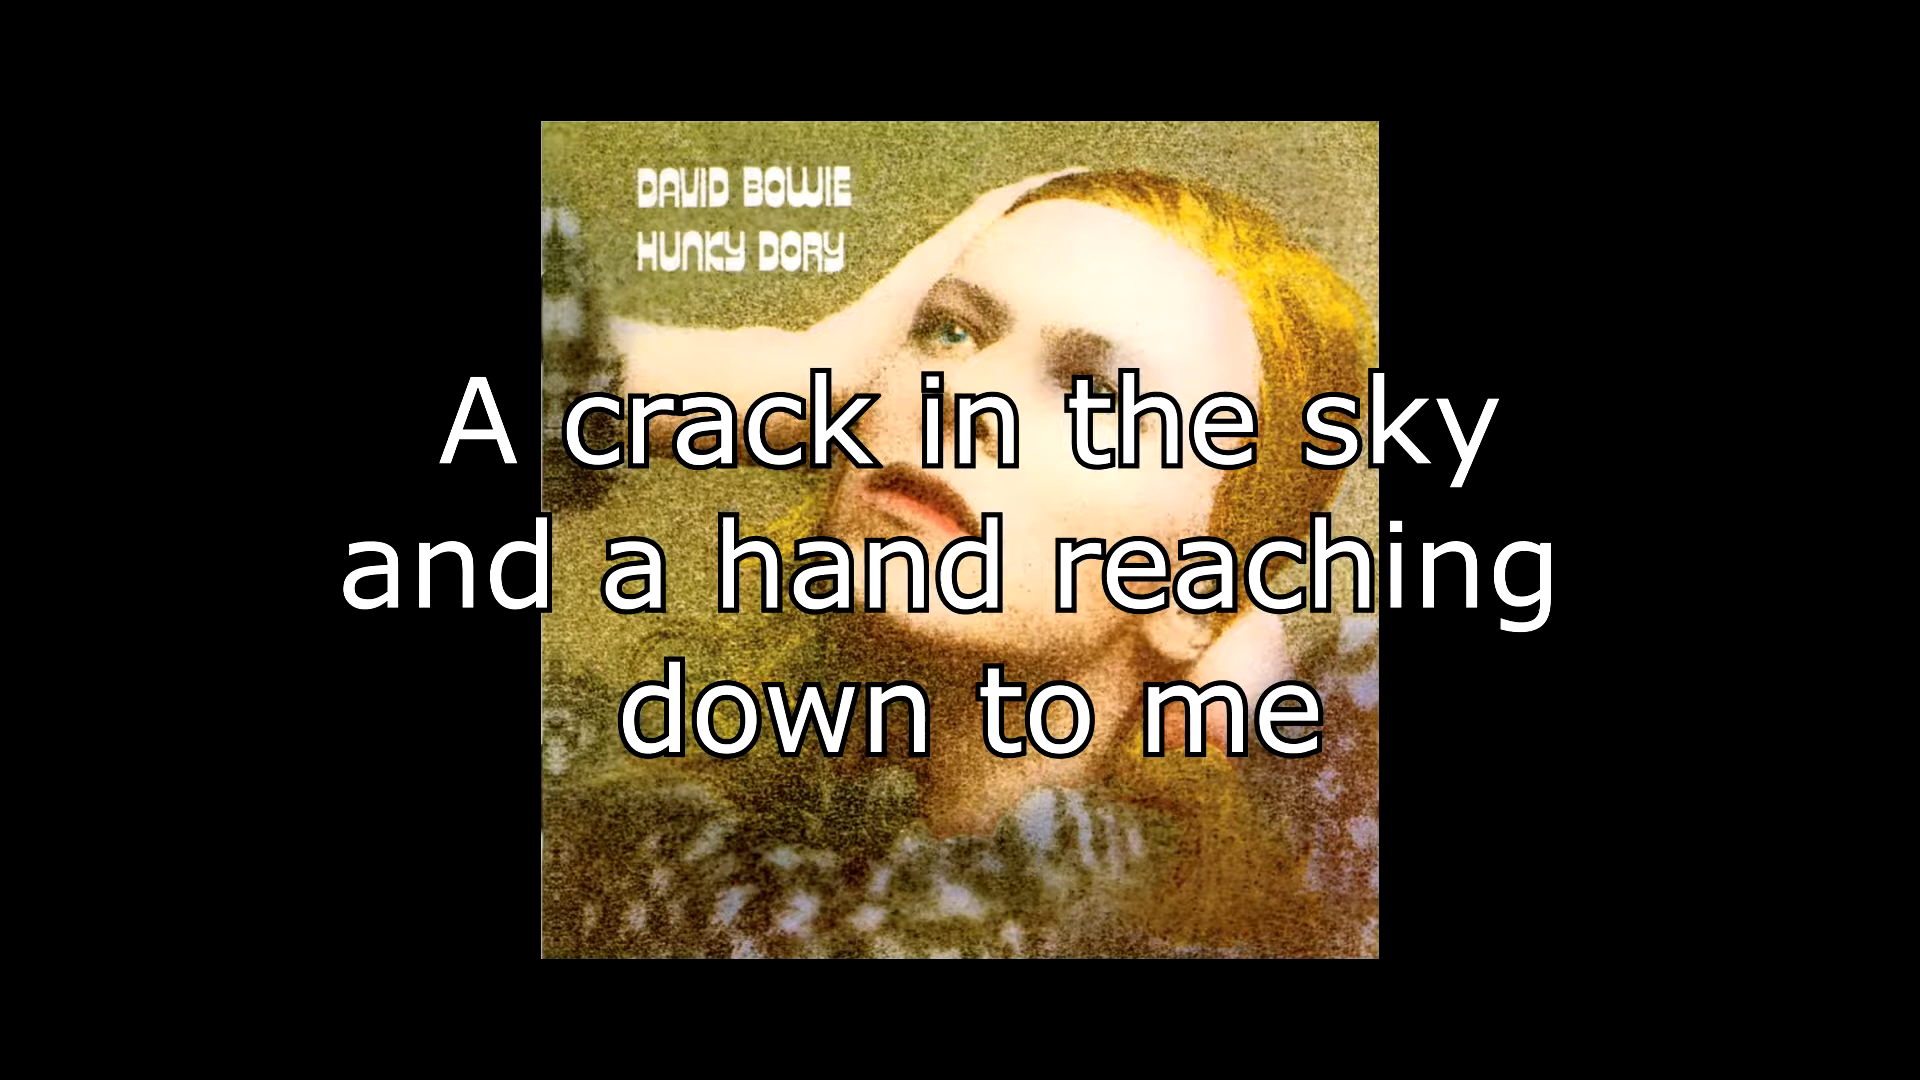 DAVID BOWIE
HUNKY DORY
A crack in the sky
and a hand reaching
down to me